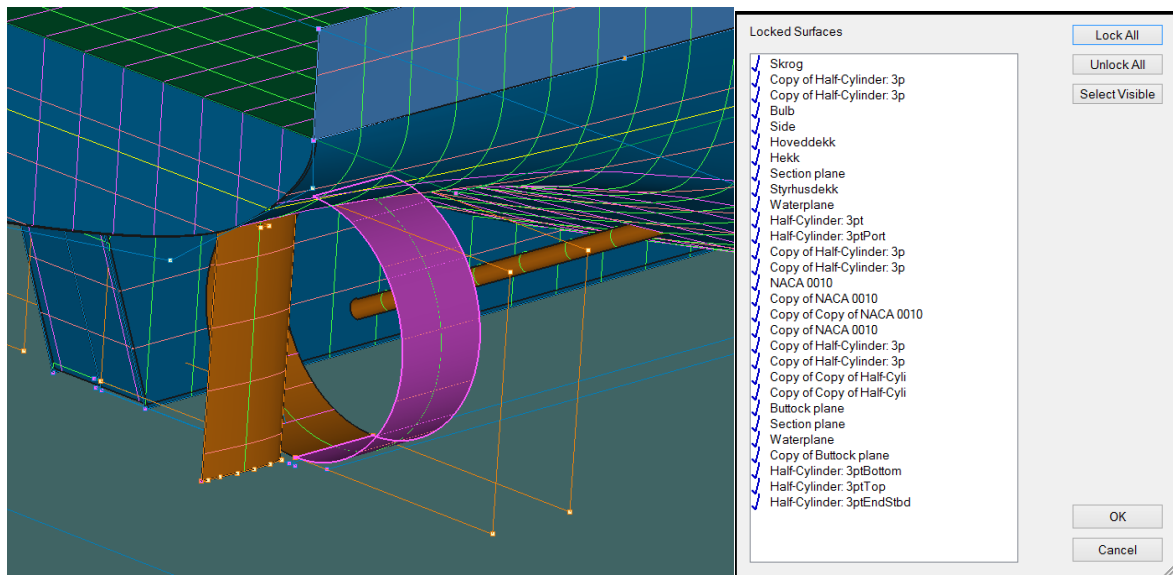 Locked Surfaces
Lock All
Unlock All
Select Visible
Skrog
Copy of Half-Cylinder: 3p
Copy of Half-Cylinder: 3p
Bulb
Side
Hoveddekk
Hekk
Section plane
Styrhusdekk
Waterplane
Half-Cylinder: 3pt
Half-Cylinder: 3ptPort
Copy of Half-Cylinder: 3p
Copy of Half-Cylinder: 3p
NACA 0010
Copy of NACA 0010
Copy of Copy of NACA 0010
Copy of NACA 0010
Copy of Half-Cylinder: 3p
Copy of Half-Cylinder: 3p
Copy of Copy of Half-Cyli
Copy of Copy of Half-Cyli
Buttock plane
Section plane
Waterplane
Copy of Buttock plane
Half-Cylinder: 3ptBottom
Half-Cylinder: 3ptTop
Half-Cylinder: 3ptEndStbd
OK
Cancel